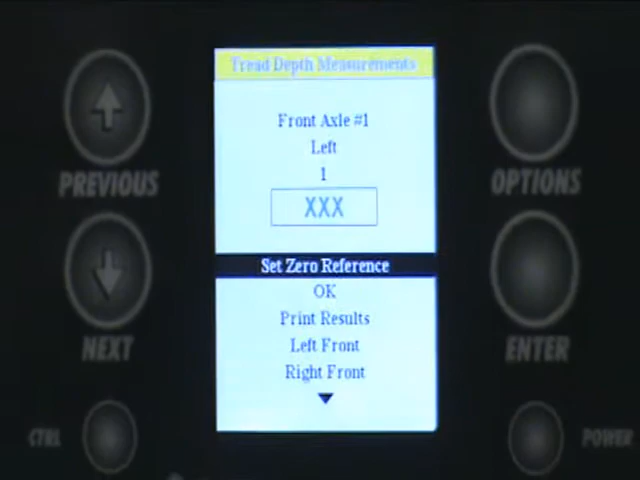 Tread Depth Measurements
Front Axle #1
Left
1
XXX
Set Zero Reference
OK
Print Results
Left Front
Right Front
PREVIOUS
NEXT
CTRL
OPTIONS
ENTER
POWER